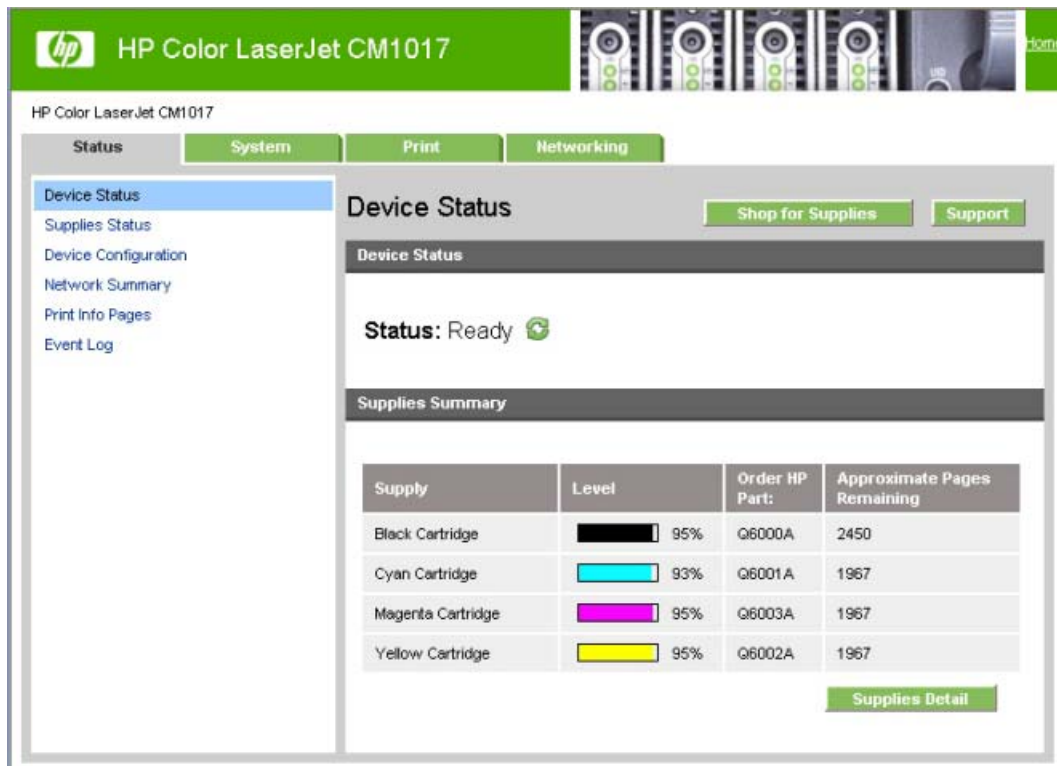 hp HP Color LaserJet CM1017
Hom
HP Color LaserJet CM1017
Status System Print Networking
Device Status
Supplies Status
Device Configuration
Network Summary
Print Info Pages
Event Log
Device Status Shop for Supplies Support
Device Status
Status: Ready
Supplies Summary
Supply Level Order HP Part: Approximate Pages Remaining
Black Cartridge 95% Q6000A 2450
Cyan Cartridge 93% Q6001A 1967
Magenta Cartridge 95% Q6003A 1967
Yellow Cartridge 95% Q6002A 1967
Supplies Detail